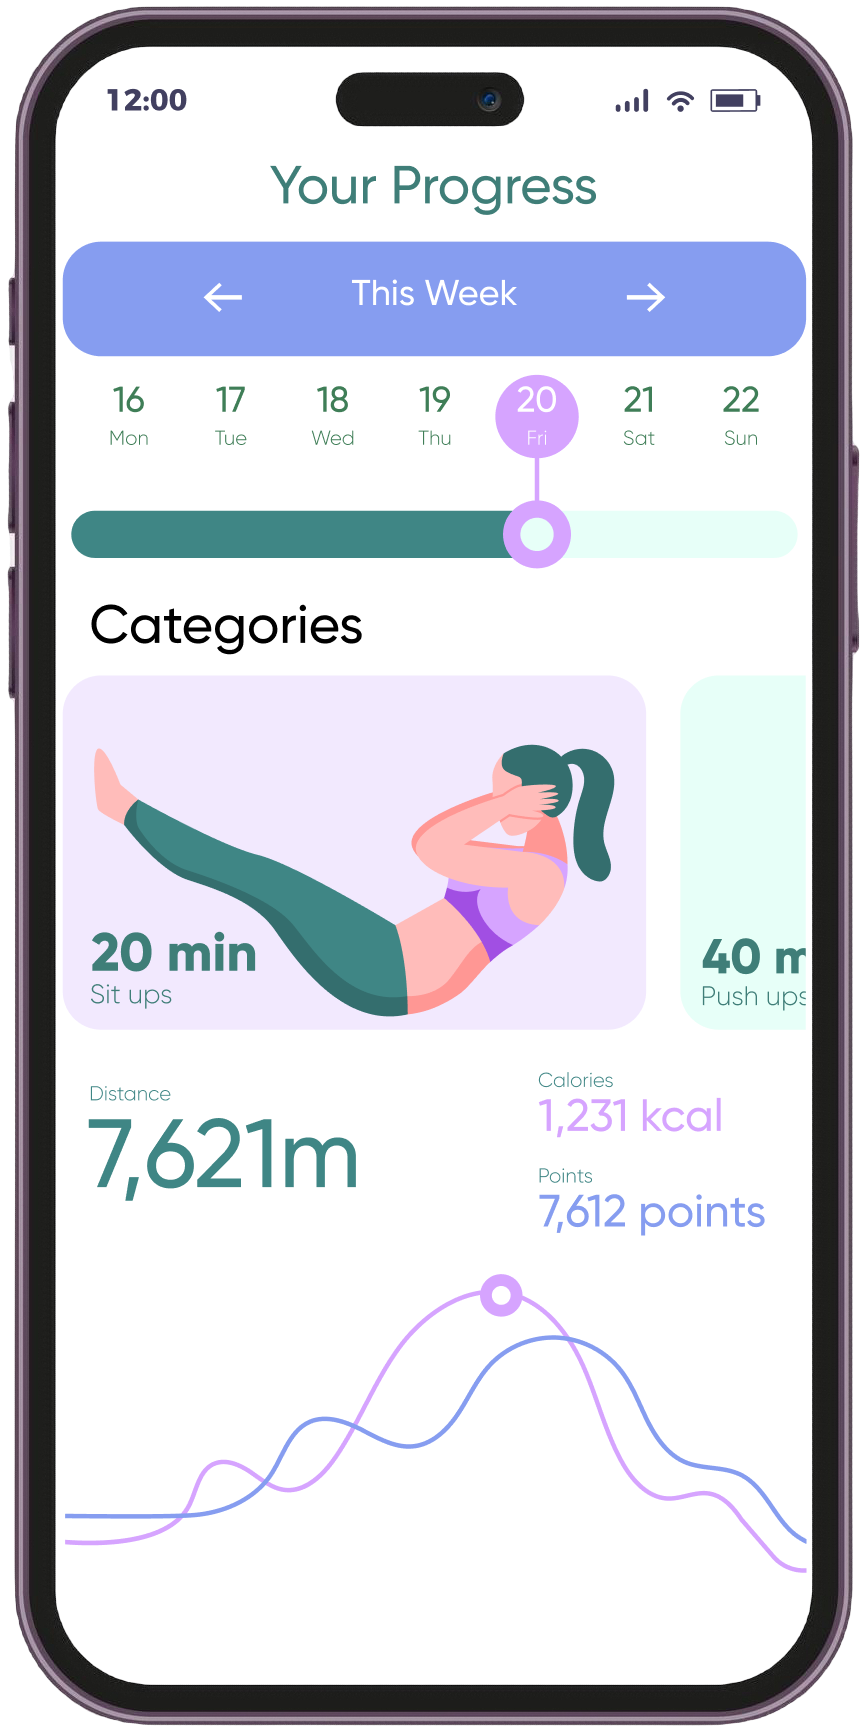 12:00
Your Progress
This Week
16 17 18 19 20 21 22
Mon Tue Wed Thu Fri Sat Sun
Categories
20 min
Sit ups
40 m
Push ups
Distance
7,621m
Calories
1,231 kcal
Points
7,612 points